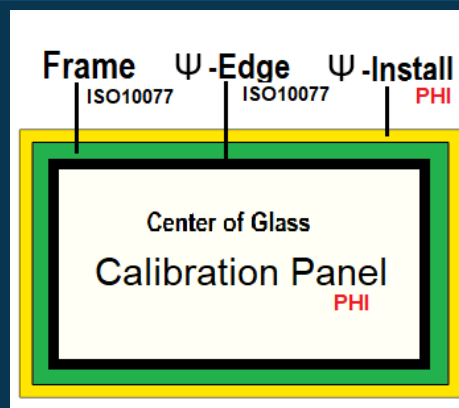 Frame Ψ-Edge Ψ-Install
ISO10077 ISO10077 PHI
Center of Glass
Calibration Panel
PHI